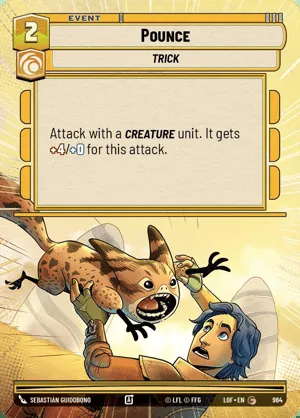 EVENT
2
POUNCE
TRICK
Attack with a CREATURE unit. It gets
+4/+0 for this attack.
SEBASTIAN GUIDOBONO
© LFL © FFG
LOF • EN
964